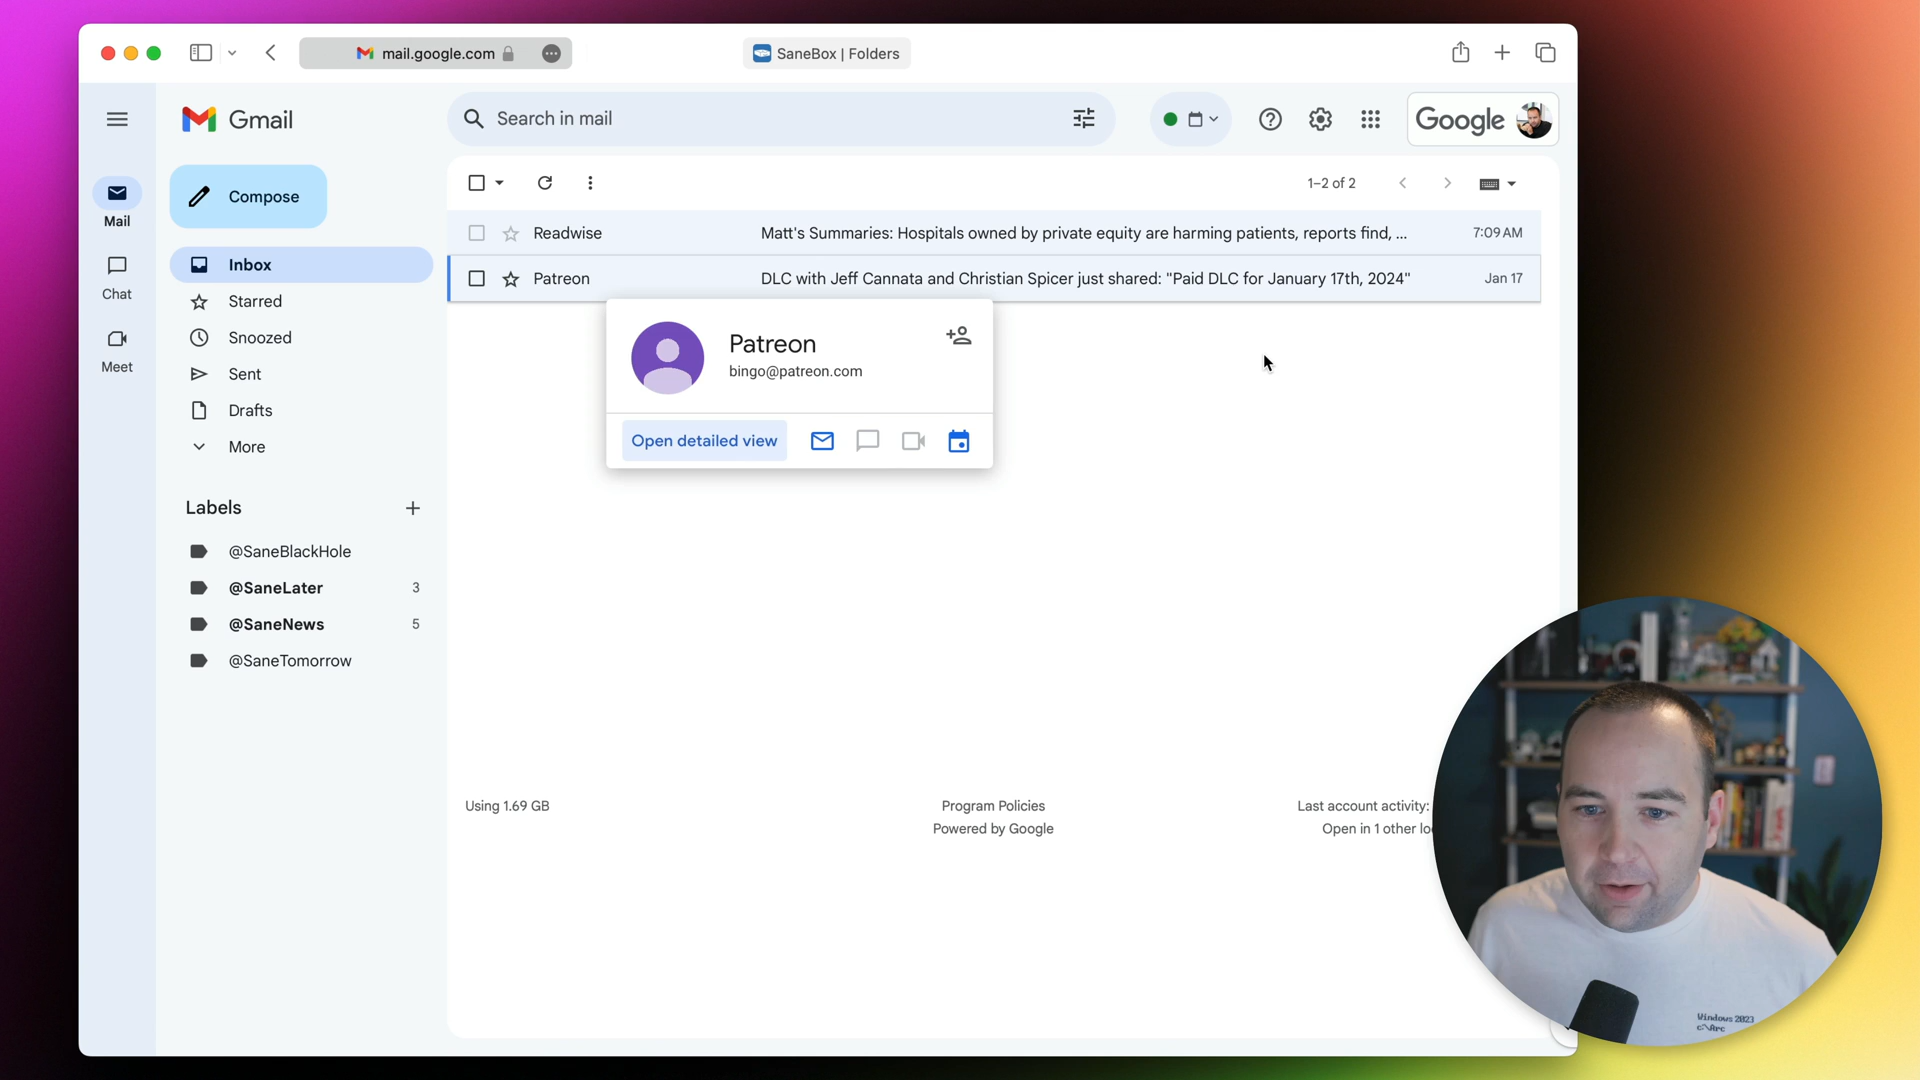 mail.google.com
SaneBox | Folders
Gmail
Search in mail
Google
Compose
1–2 of 2
Mail
Chat
Meet
Inbox
Starred
Snoozed
Sent
Drafts
More
Labels
@SaneBlackHole
@SaneLater 3
@SaneNews 5
@SaneTomorrow
Readwise Matt's Summaries: Hospitals owned by private equity are harming patients, reports find, ... 7:09 AM
Patreon DLC with Jeff Cannata and Christian Spicer just shared: "Paid DLC for January 17th, 2024" Jan 17
Patreon
bingo@patreon.com
Open detailed view
Using 1.69 GB
Program Policies
Powered by Google
Last account activity:
Open in 1 other lo
Windows 2023
c:\Arc